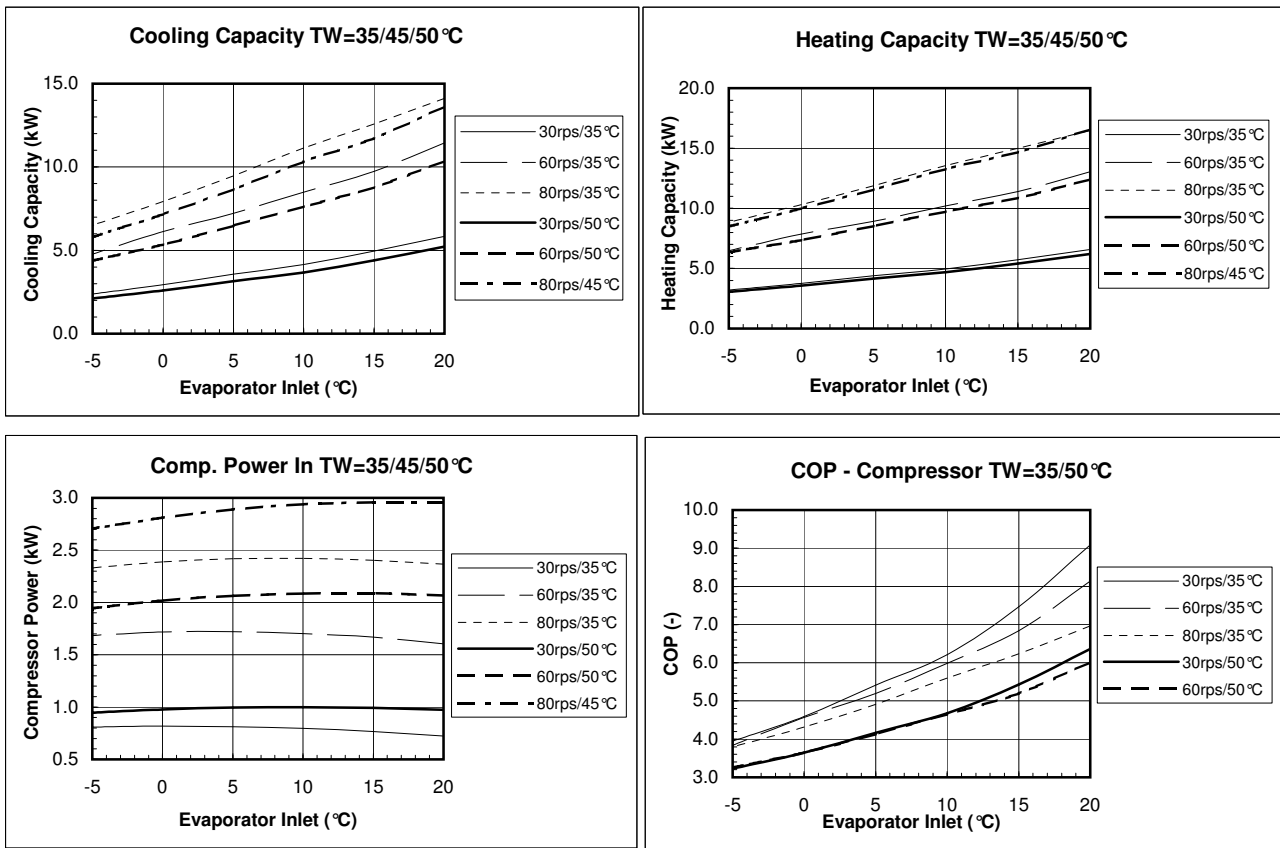 Cooling Capacity TW=35/45/50°C
15.0
10.0
5.0
0.0
Cooling Capacity (kW)
-5 0 5 10 15 20
Evaporator Inlet (°C)
30rps/35°C
60rps/35°C
80rps/35°C
30rps/50°C
60rps/50°C
80rps/45°C
Heating Capacity TW=35/45/50°C
20.0
15.0
10.0
5.0
0.0
Heating Capacity (kW)
-5 0 5 10 15 20
Evaporator Inlet (°C)
30rps/35°C
60rps/35°C
80rps/35°C
30rps/50°C
60rps/50°C
80rps/45°C
Comp. Power In TW=35/45/50°C
3.0
2.5
2.0
1.5
1.0
0.5
Compressor Power (kW)
-5 0 5 10 15 20
Evaporator Inlet (°C)
30rps/35°C
60rps/35°C
80rps/35°C
30rps/50°C
60rps/50°C
80rps/45°C
COP - Compressor TW=35/50°C
10.0
9.0
8.0
7.0
6.0
5.0
4.0
3.0
COP (-)
-5 0 5 10 15 20
Evaporator Inlet (°C)
30rps/35°C
60rps/35°C
80rps/35°C
30rps/50°C
60rps/50°C